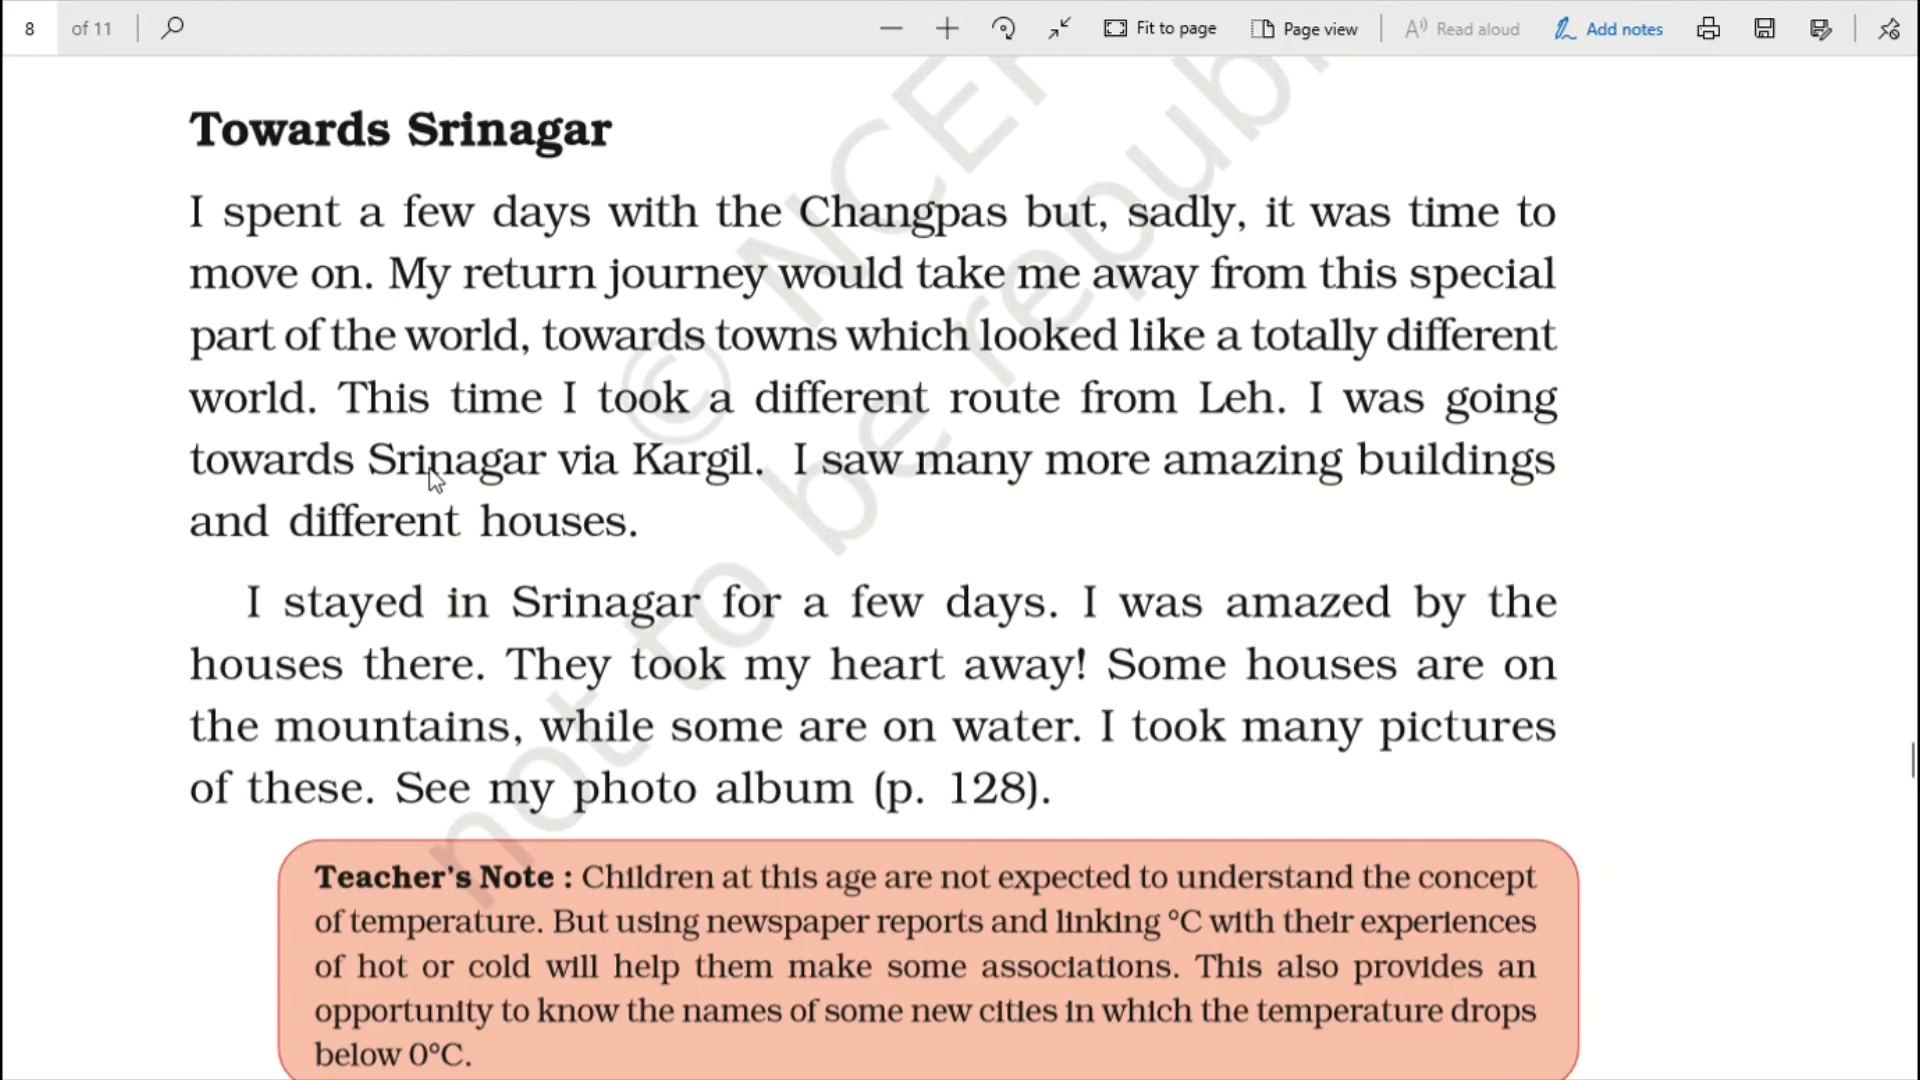 8 of 11 Fit to page Page view Read aloud Add notes
Towards Srinagar
I spent a few days with the Changpas but, sadly, it was time to
move on. My return journey would take me away from this special
part of the world, towards towns which looked like a totally different
world. This time I took a different route from Leh. I was going
towards Srinagar via Kargil. I saw many more amazing buildings
and different houses.
I stayed in Srinagar for a few days. I was amazed by the
houses there. They took my heart away! Some houses are on
the mountains, while some are on water. I took many pictures
of these. See my photo album (p. 128).
Teacher's Note : Children at this age are not expected to understand the concept
of temperature. But using newspaper reports and linking °C with their experiences
of hot or cold will help them make some associations. This also provides an
opportunity to know the names of some new cities in which the temperature drops
below 0°C.
© NCER
not to be republi